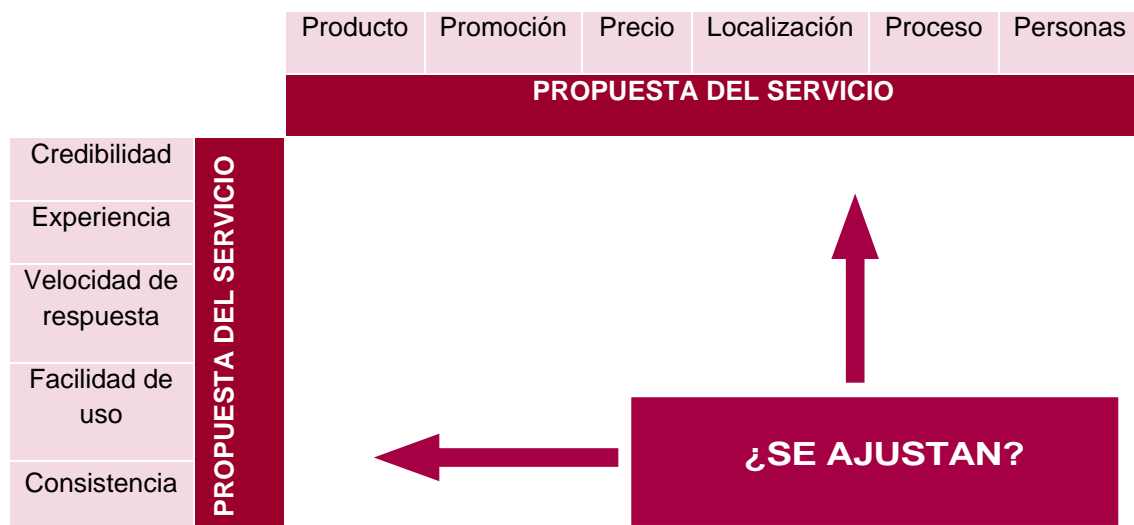 Producto Promoción Precio Localización Proceso Personas
PROPUESTA DEL SERVICIO
Credibilidad
Experiencia
Velocidad de
respuesta
Facilidad de
uso
Consistencia
PROPUESTA DEL SERVICIO
¿SE AJUSTAN?